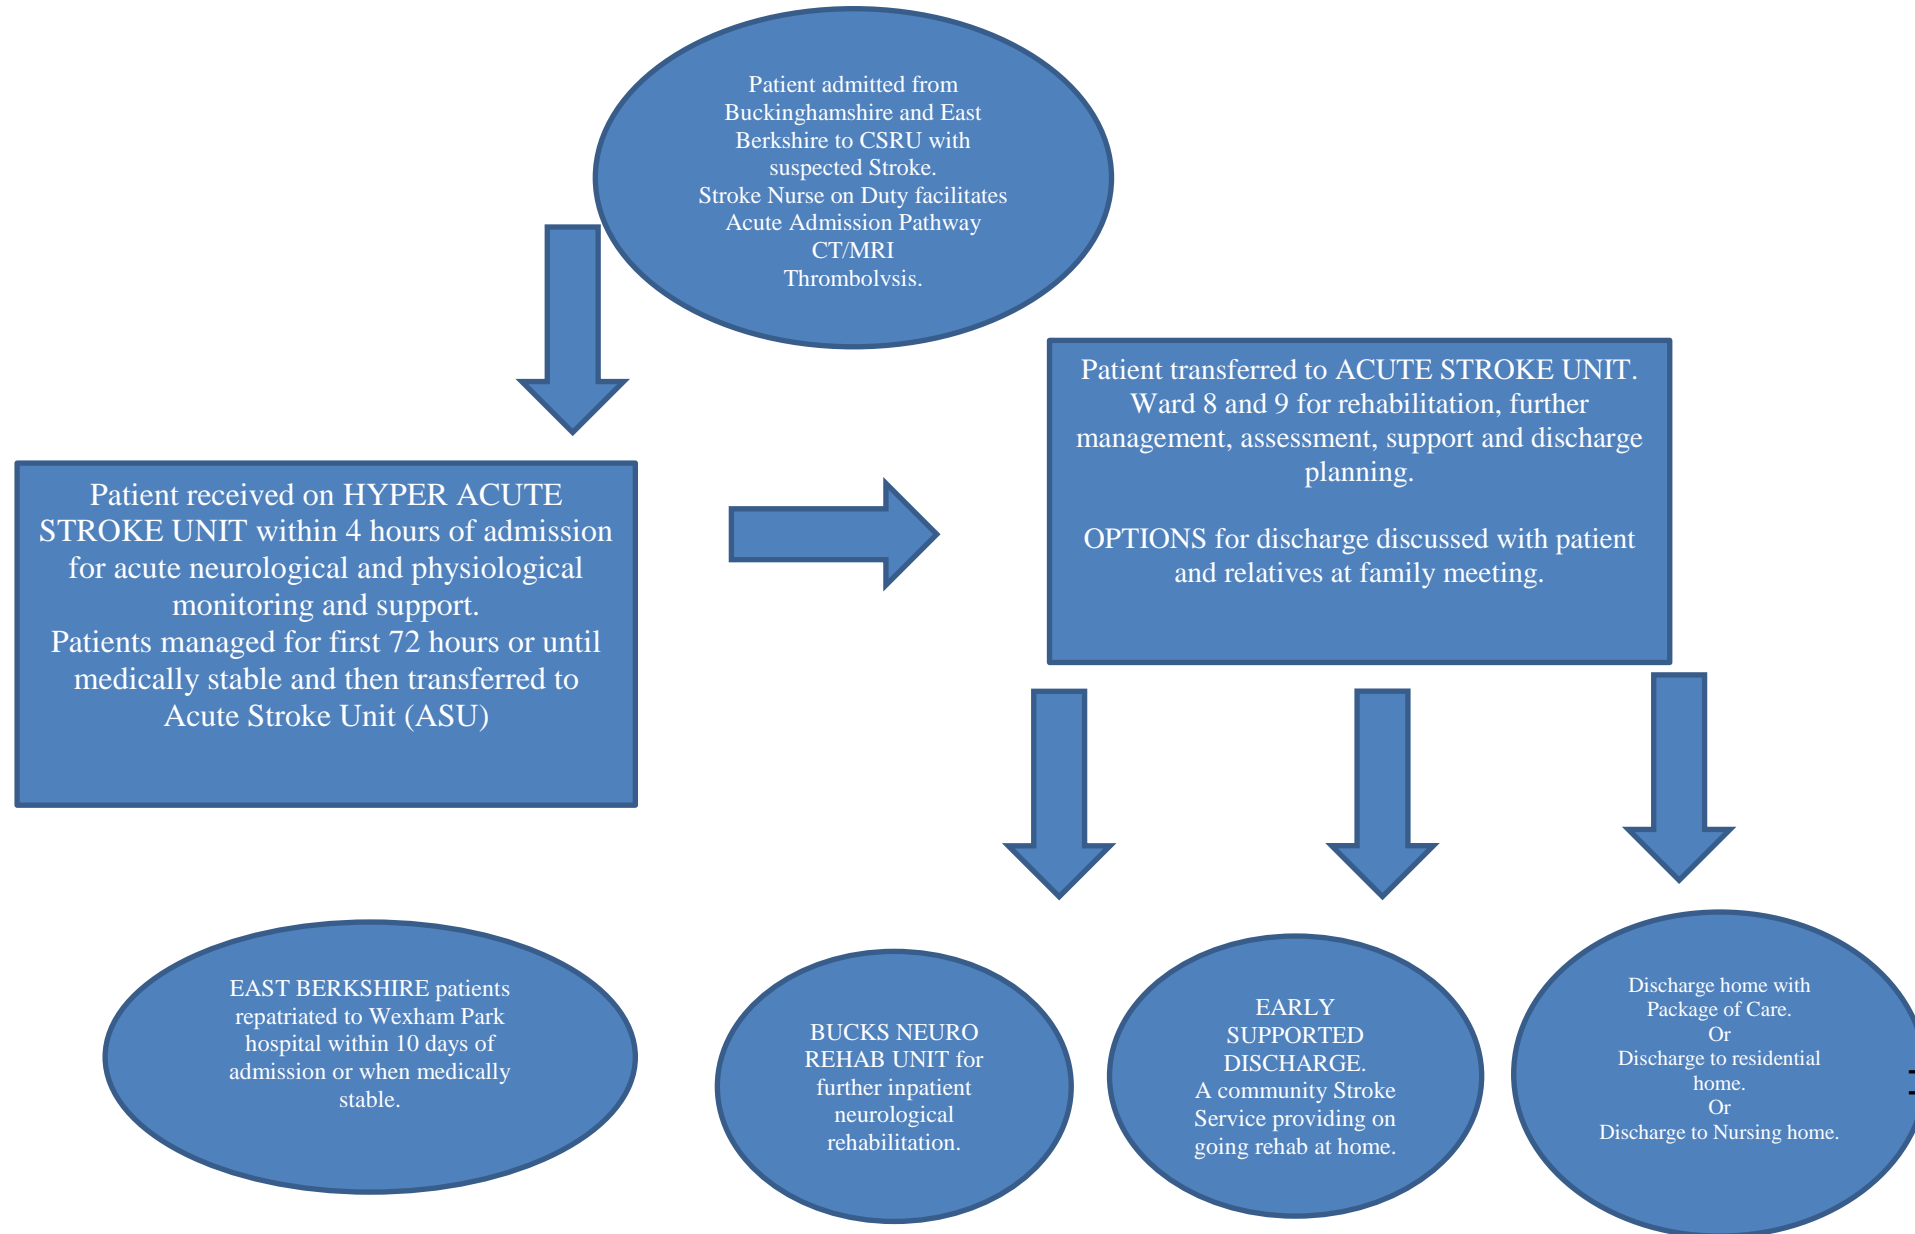 Patient admitted from
Buckinghamshire and East
Berkshire to CSRU with
suspected Stroke.
Stroke Nurse on Duty facilitates
Acute Admission Pathway
CT/MRI
Thrombolvsis.
Patient received on HYPER ACUTE
STROKE UNIT within 4 hours of admission
for acute neurological and physiological
monitoring and support.
Patients managed for first 72 hours or until
medically stable and then transferred to
Acute Stroke Unit (ASU)
Patient transferred to ACUTE STROKE UNIT.
Ward 8 and 9 for rehabilitation, further
management, assessment, support and discharge
planning.
OPTIONS for discharge discussed with patient
and relatives at family meeting.
EAST BERKSHIRE patients
repatriated to Wexham Park
hospital within 10 days of
admission or when medically
stable.
BUCKS NEURO
REHAB UNIT for
further inpatient
neurological
rehabilitation.
EARLY
SUPPORTED
DISCHARGE.
A community Stroke
Service providing on
going rehab at home.
Discharge home with
Package of Care.
Or
Discharge to residential
home.
Or
Discharge to Nursing home.